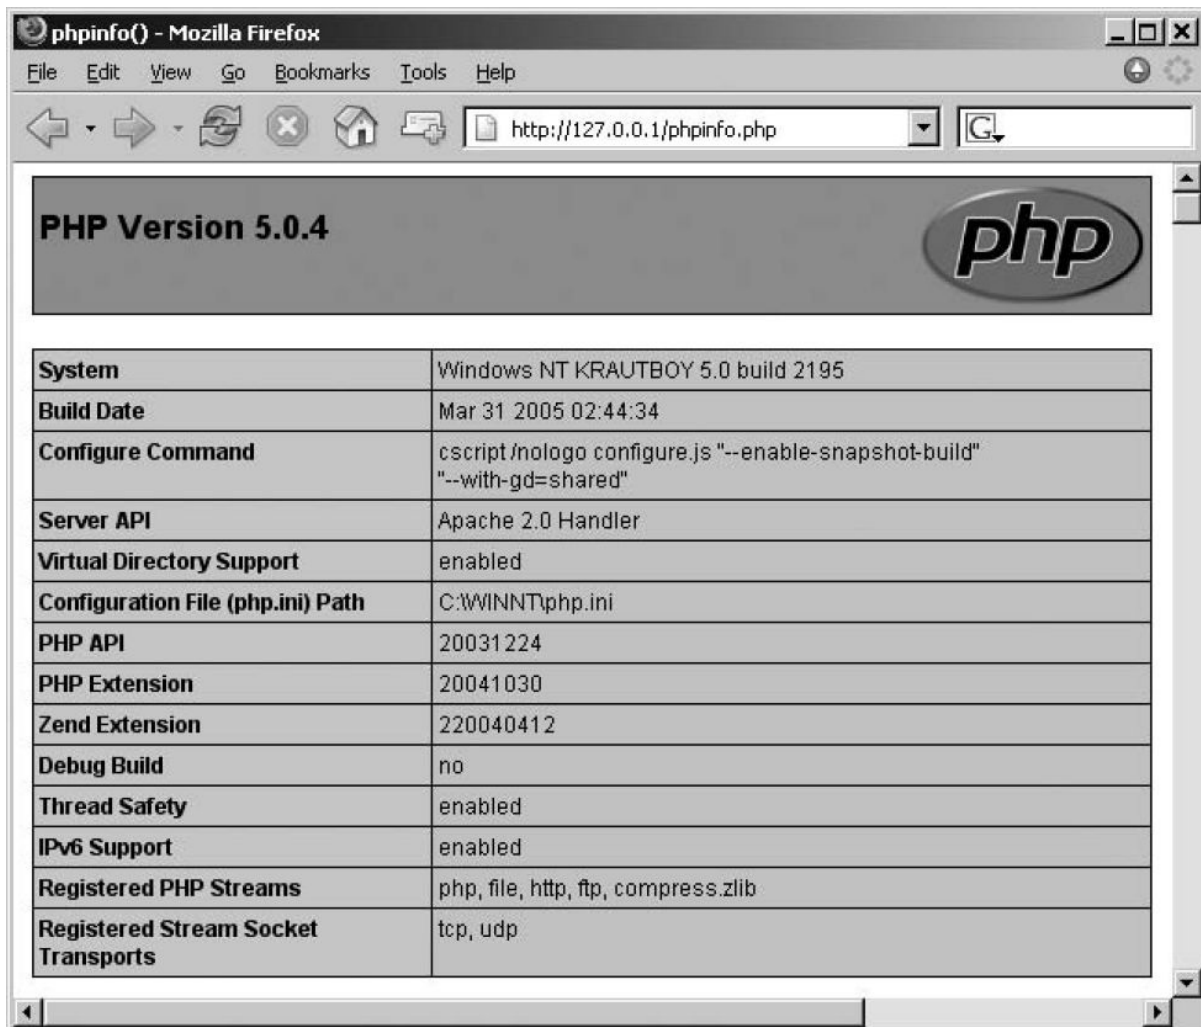 phpinfo() - Mozilla Firefox
File Edit View Go Bookmarks Tools Help
http://127.0.0.1/phpinfo.php G
PHP Version 5.0.4 php
System Windows NT KRAUTBOY 5.0 build 2195
Build Date Mar 31 2005 02:44:34
Configure Command cscript /nologo configure.js "--enable-snapshot-build"
"--with-gd=shared"
Server API Apache 2.0 Handler
Virtual Directory Support enabled
Configuration File (php.ini) Path C:\WINNT\php.ini
PHP API 20031224
PHP Extension 20041030
Zend Extension 220040412
Debug Build no
Thread Safety enabled
IPv6 Support enabled
Registered PHP Streams php, file, http, ftp, compress.zlib
Registered Stream Socket tcp, udp
Transports